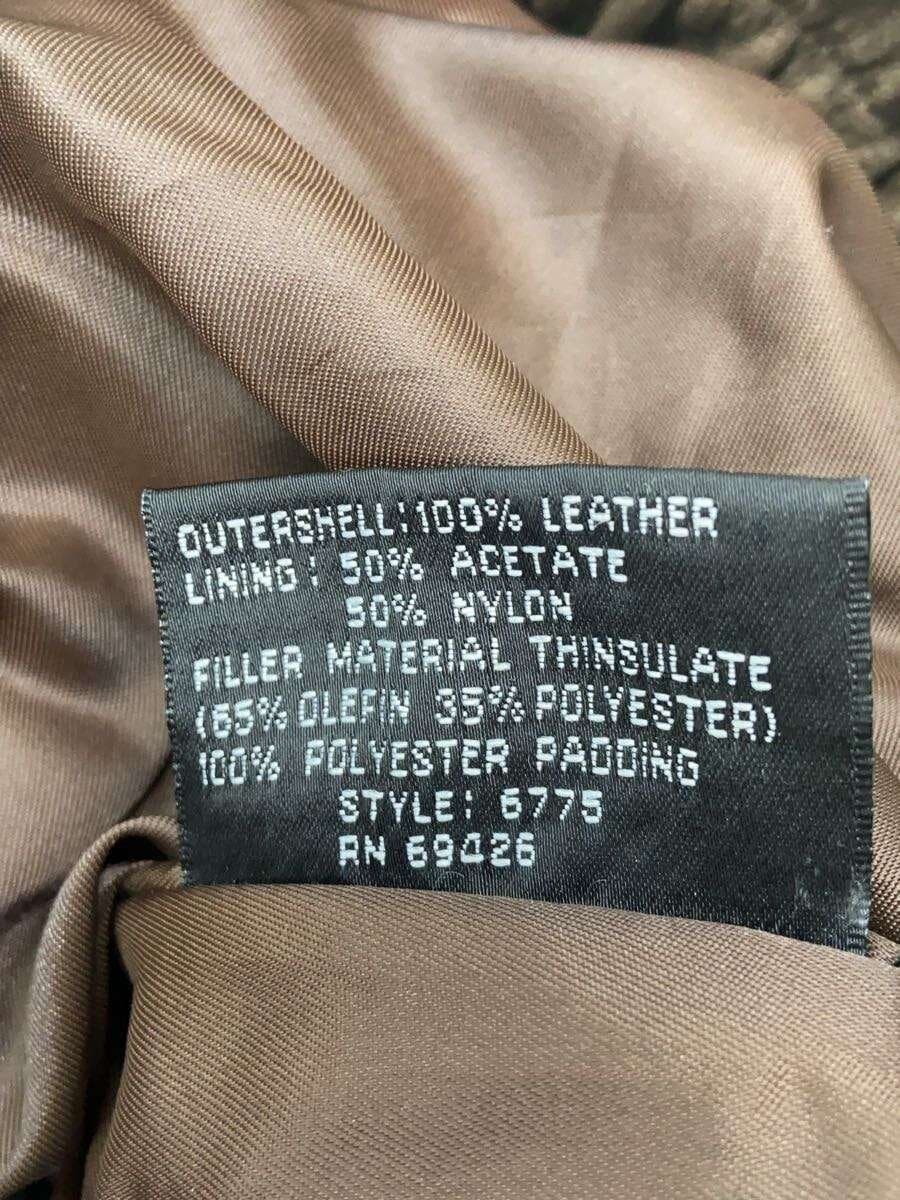 OUTERSHELL:100% LEATHER
LINING: 50% ACETATE
50% NYLON
FILLER MATERIAL THINSULATE
(65% OLEFIN 35% POLYESTER)
100% POLYESTER PADDING
STYLE: 6775
RN 69426